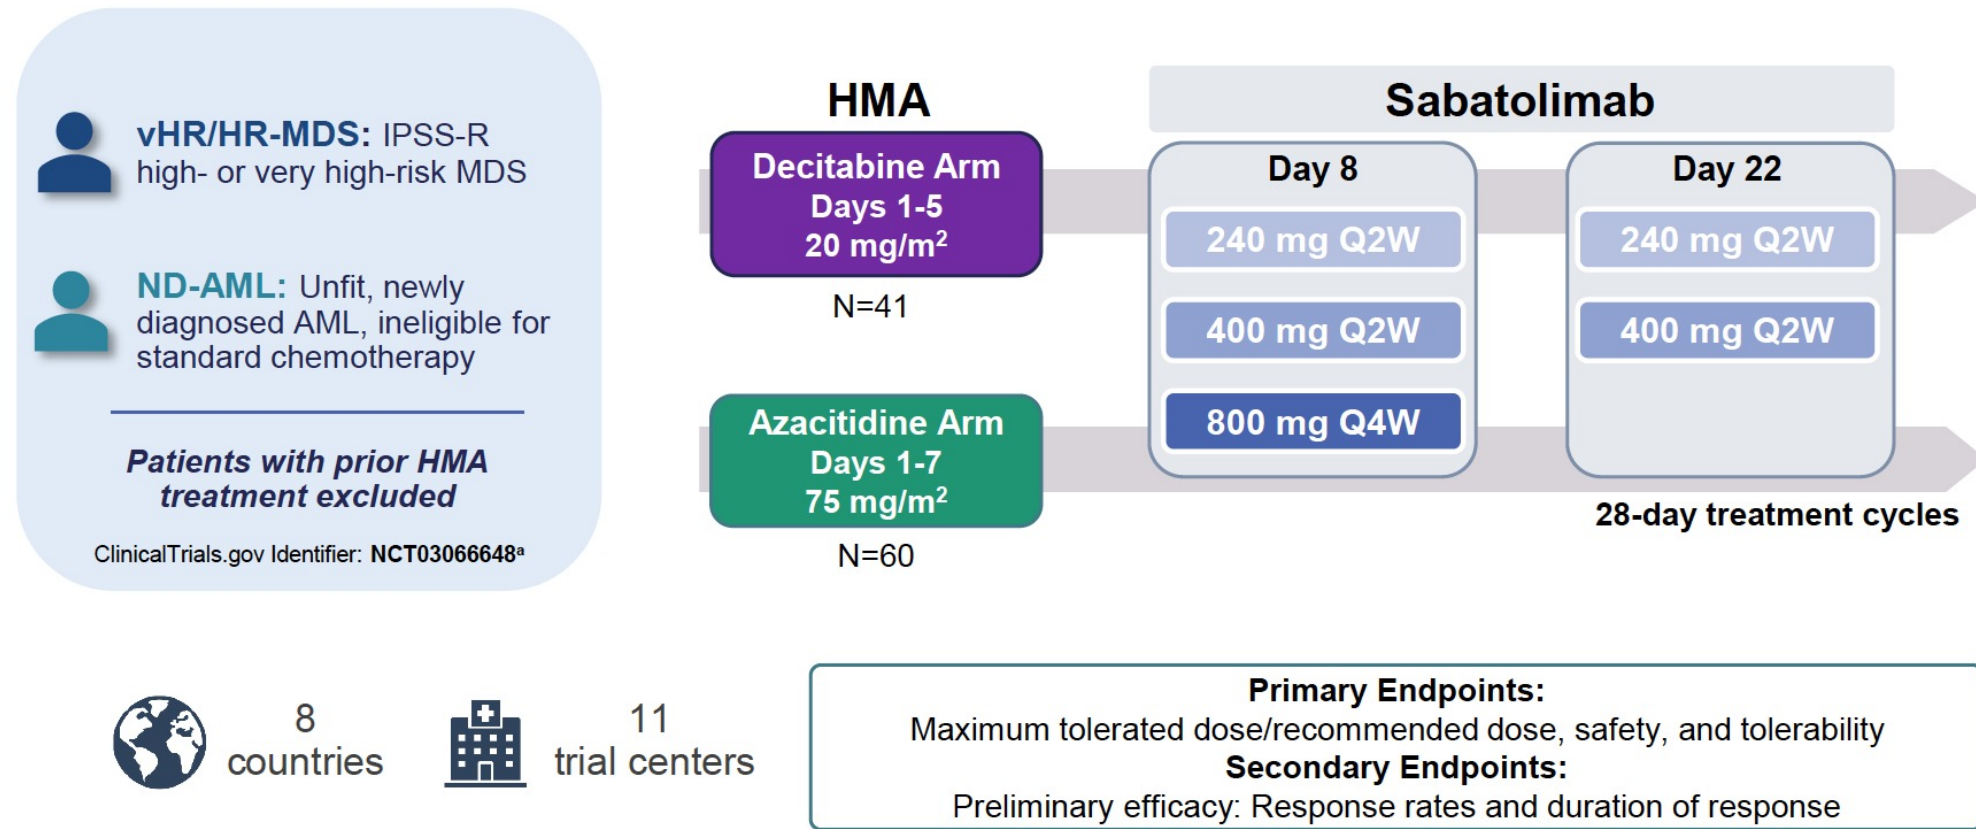 vHR/HR-MDS: IPSS-R
high- or very high-risk MDS
ND-AML: Unfit, newly
diagnosed AML, ineligible for
standard chemotherapy
Patients with prior HMA
treatment excluded
ClinicalTrials.gov Identifier: NCT03066648ᵃ
HMA
Decitabine Arm
Days 1-5
20 mg/m²
N=41
Azacitidine Arm
Days 1-7
75 mg/m²
N=60
Sabatolimab
Day 8
240 mg Q2W
400 mg Q2W
800 mg Q4W
Day 22
240 mg Q2W
400 mg Q2W
28-day treatment cycles
8
countries
11
trial centers
Primary Endpoints:
Maximum tolerated dose/recommended dose, safety, and tolerability
Secondary Endpoints:
Preliminary efficacy: Response rates and duration of response